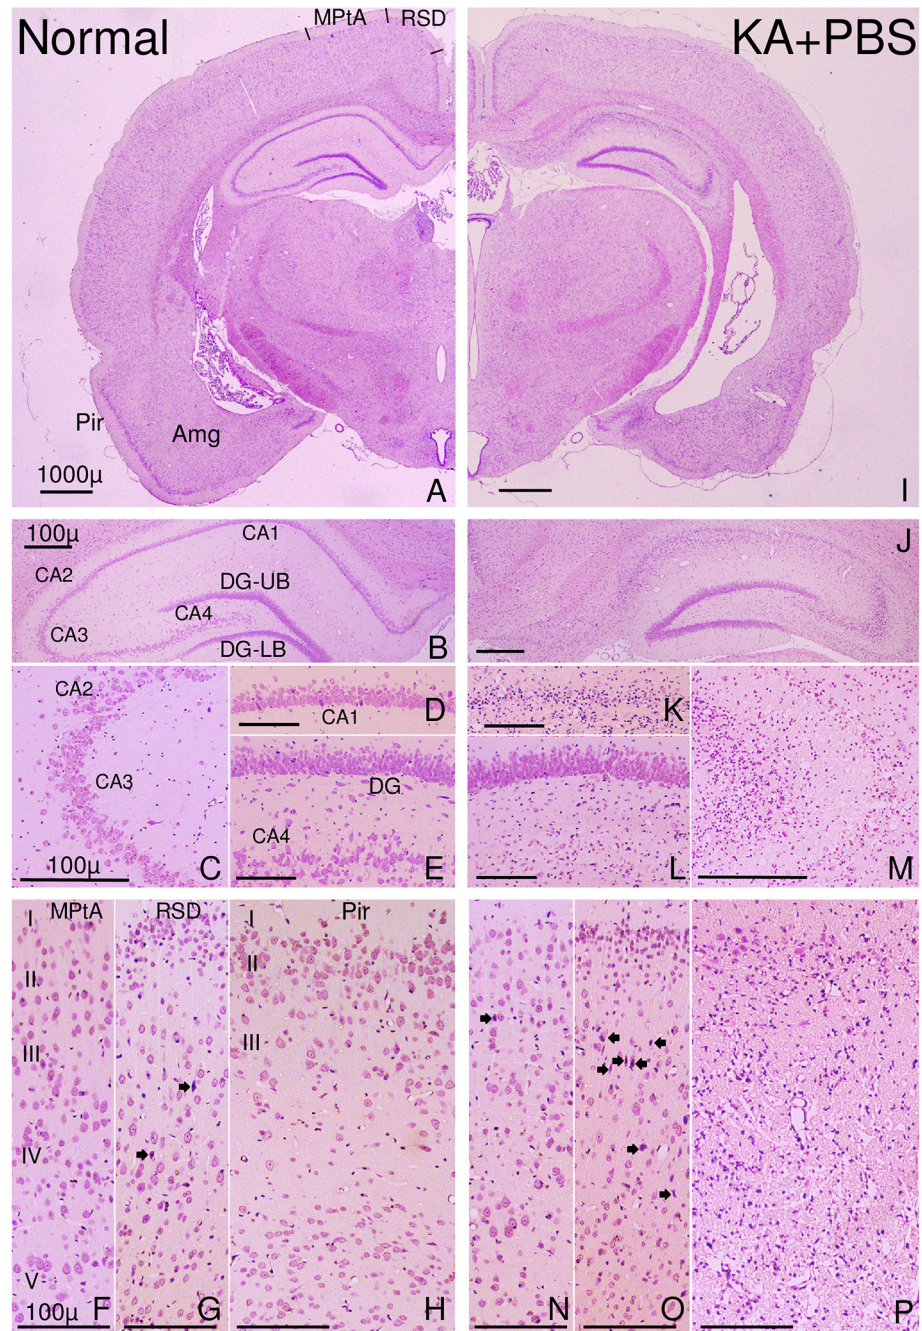 Normal
MPtA
RSD
KA+PBS
Pir
Amg
1000µ
A
I
100µ
CA1
CA2
DG-UB
CA4
CA3
DG-LB
B
J
CA2
CA3
100µ
C
D
CA1
DG
CA4
E
K
L
M
I
MPtA
RSD
I
Pir
II
II
III
III
IV
V
100µ
F
G
H
N
O
P